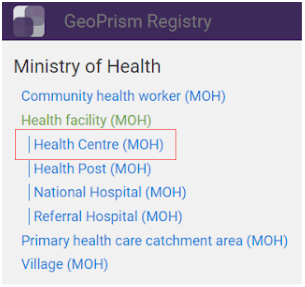 GeoPrism Registry
Ministry of Health
Community health worker (MOH)
Health facility (MOH)
Health Centre (MOH)
Health Post (MOH)
National Hospital (MOH)
Referral Hospital (MOH)
Primary health care catchment area (MOH)
Village (MOH)